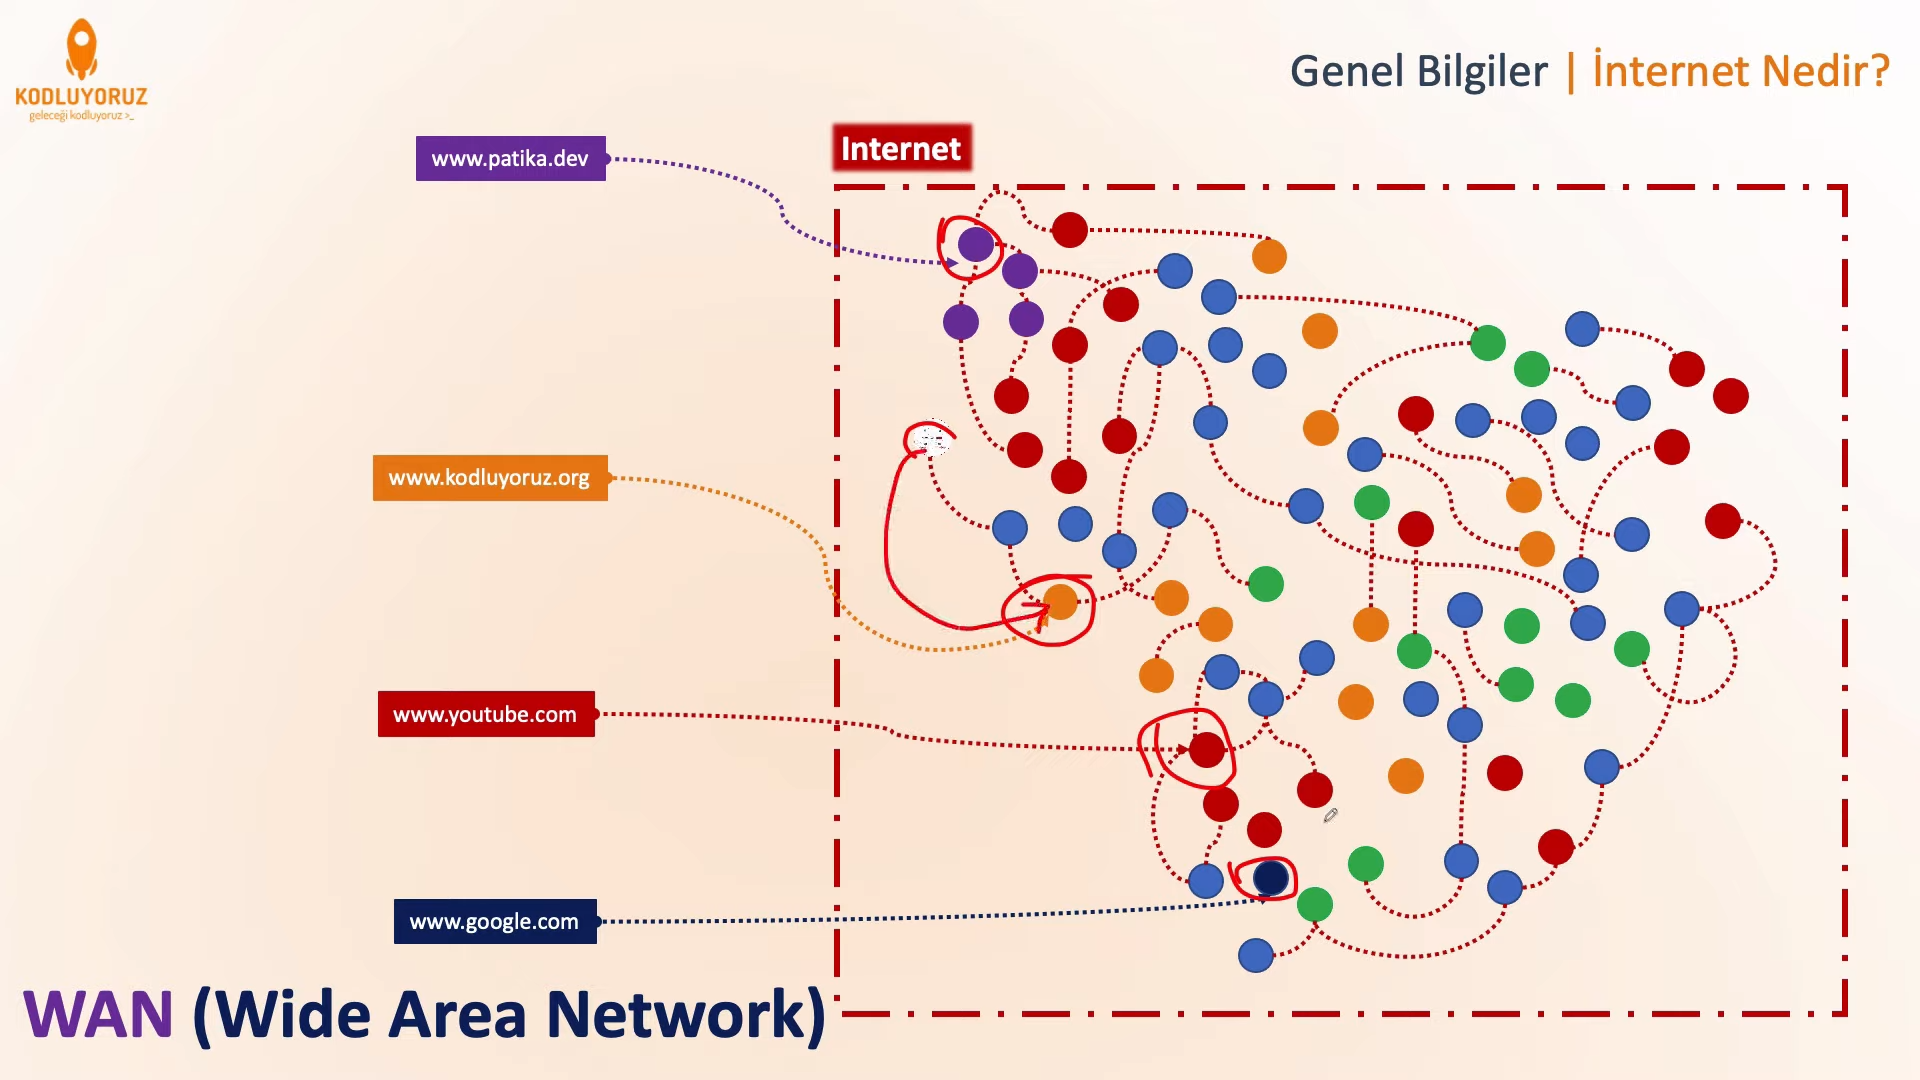 KODLUYORUZ
geleceği kodluyoruz >_
Genel Bilgiler | İnternet Nedir?
www.patika.dev
Internet
www.kodluyoruz.org
www.youtube.com
www.google.com
WAN (Wide Area Network)